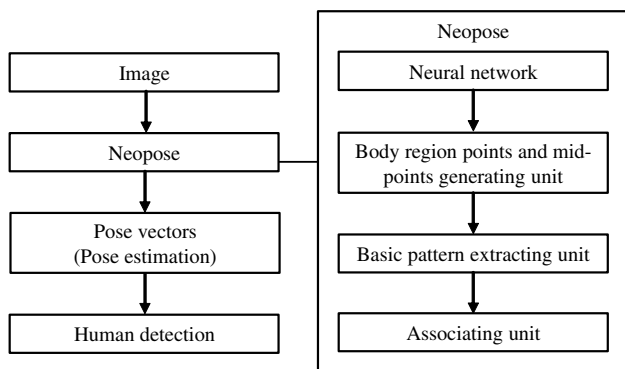 Image
Neopose
Pose vectors
(Pose estimation)
Human detection
Neopose
Neural network
Body region points and mid-
points generating unit
Basic pattern extracting unit
Associating unit